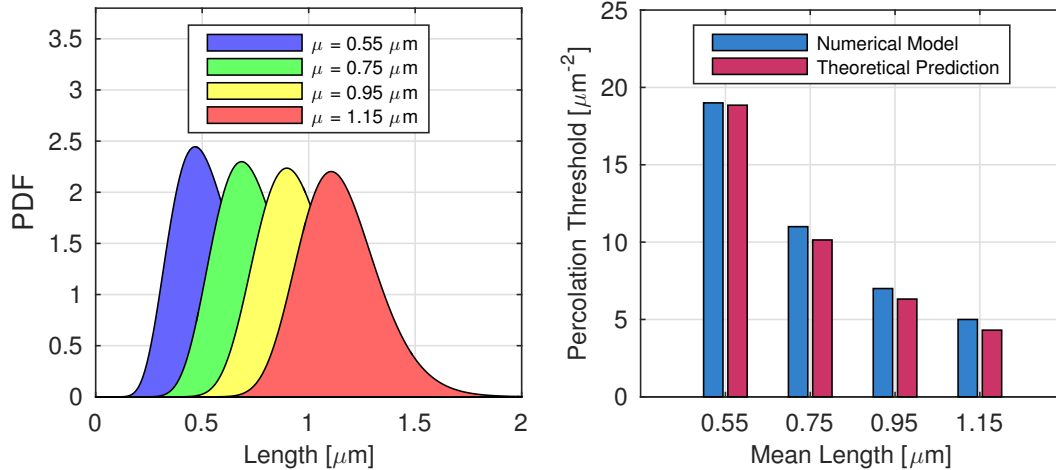 3.5
3
2.5
2
1.5
1
0.5
0
PDF
0 0.5 1 1.5 2
Length [μm]
μ = 0.55 μm
μ = 0.75 μm
μ = 0.95 μm
μ = 1.15 μm
25
20
15
10
5
0
Percolation Threshold [μm-2]
0.55 0.75 0.95 1.15
Mean Length [μm]
Numerical Model
Theoretical Prediction